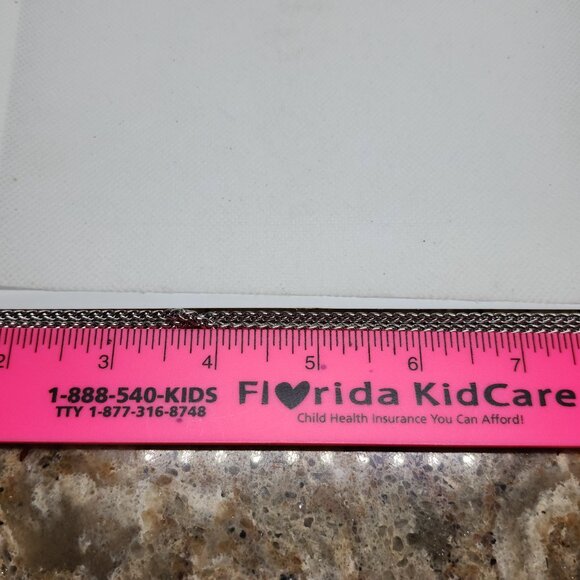 2 3 4 5 6 7
1-888-540-KIDS Florida KidCare
TTY 1-877-316-8748 Child Health Insurance You Can Afford!